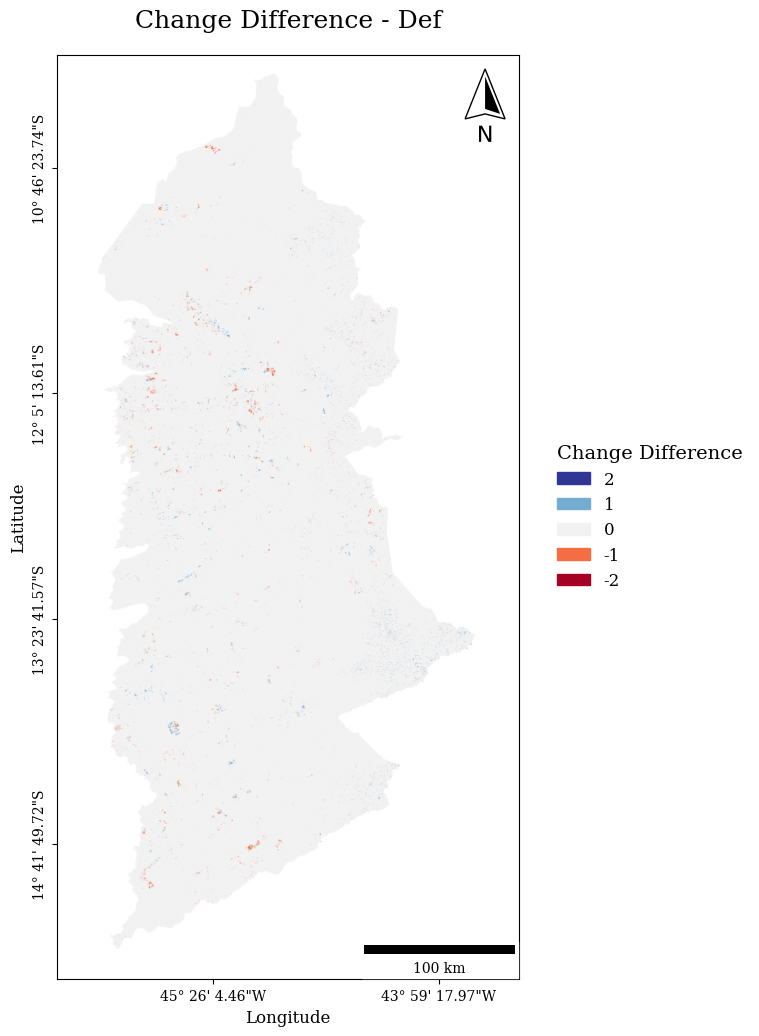 Change Difference - Def
N
10° 46' 23.74"S
12° 5' 13.61"S
13° 23' 41.57"S
14° 41' 49.72"S
Latitude
100 km
45° 26' 4.46"W
43° 59' 17.97"W
Longitude
Change Difference
2
1
0
-1
-2